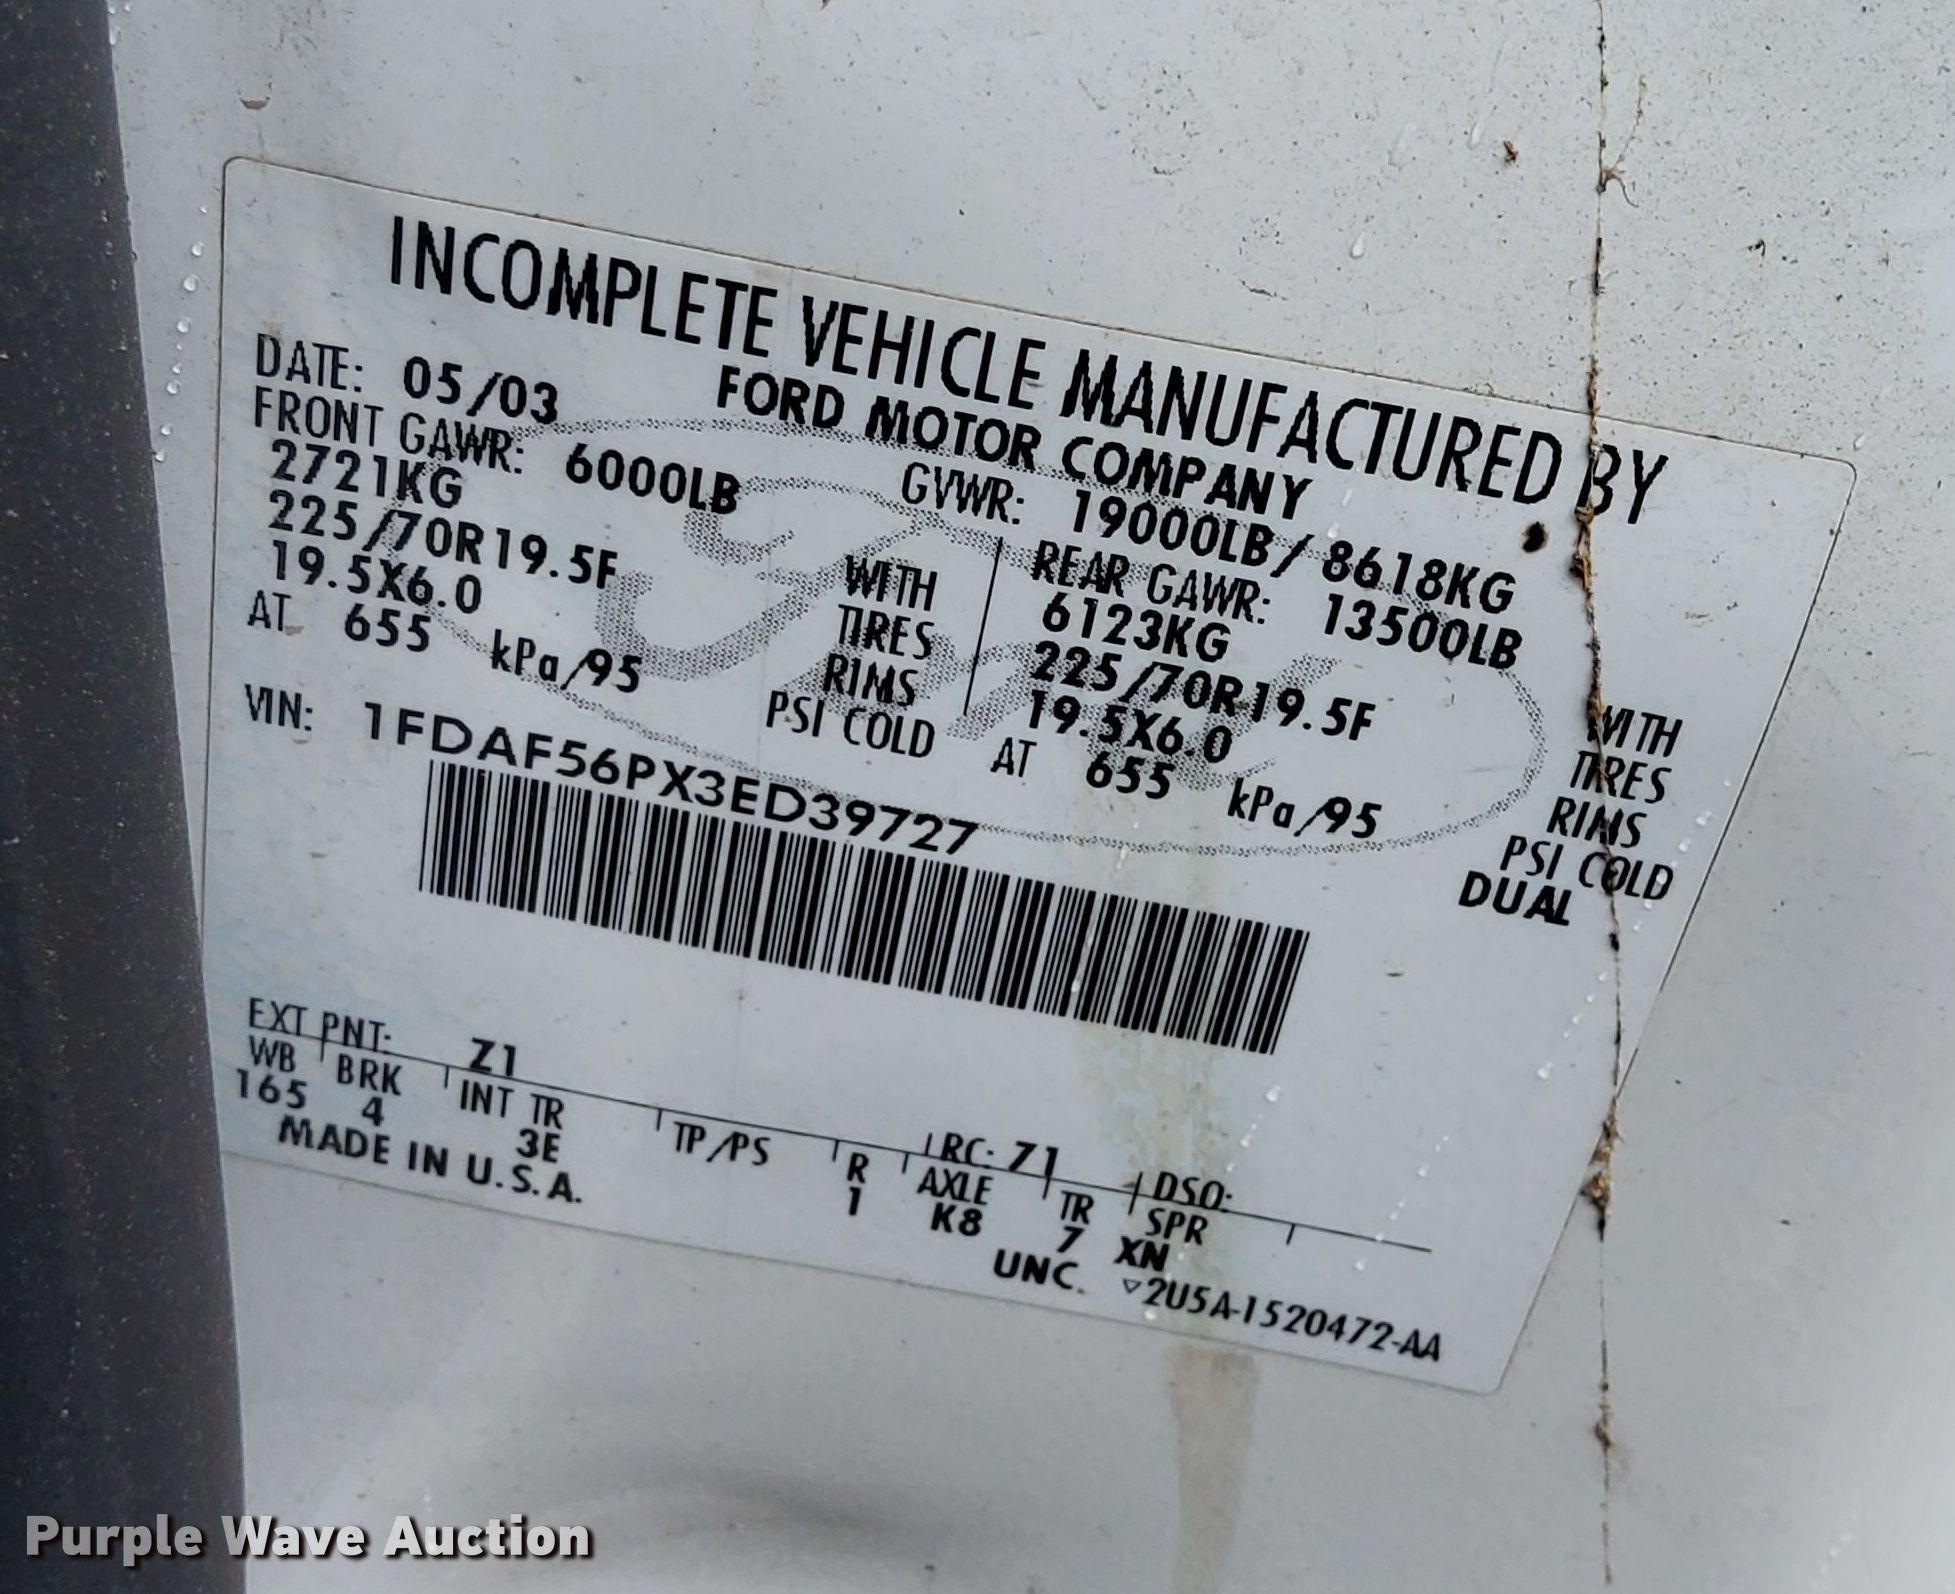 INCOMPLETE VEHICLE MANUFACTURED BY
FORD MOTOR COMPANY
DATE: 05/03
GVWR: 19000LB/ 8618KG
FRONT GAWR: 6000LB
2721KG WITH
225/70R19.5F TIRES
19.5X6.0 RIMS
AT 655 kPa/95 PSI COLD
REAR GAWR: 13500LB
6123KG WITH
225/70R19.5F TIRES
19.5X6.0 RIMS
AT 655 kPa/95 PSI COLD
DUAL
VIN: 1FDAF56PX3ED39727
EXT PNT: Z1 RC: 71 DSO:
WB BRK INT TR TP/PS R AXLE TR SPR
165 4 3E 1 K8 7 XN
MADE IN U.S.A. UNC. ▽2U5A-1520472-AA
Purple Wave Auction